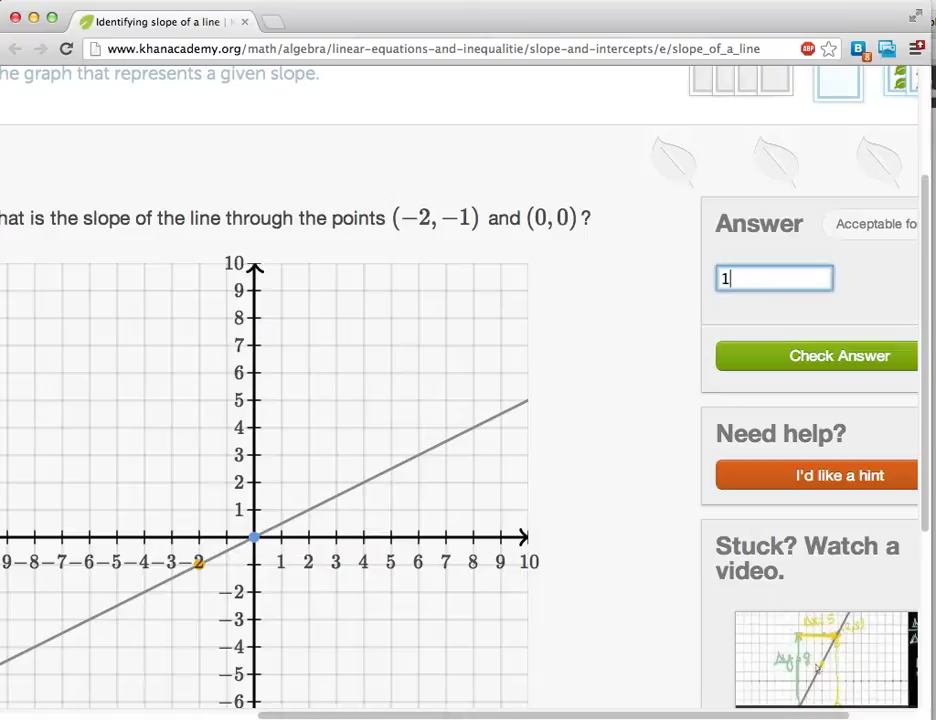 Identifying slope of a line |
www.khanacademy.org/math/algebra/linear-equations-and-inequalitie/slope-and-intercepts/e/slope_of_a_line
ABP
B
8
he graph that represents a given slope.
hat is the slope of the line through the points (−2, −1) and (0, 0) ?
Answer
Acceptable fo
1
Check Answer
Need help?
I'd like a hint
Stuck? Watch a
video.
10
9
8
7
6
5
4
3
2
1
9 −8 −7 −6 −5 −4 −3 −2 1 2 3 4 5 6 7 8 9 10
−2
−3
−4
−5
−6